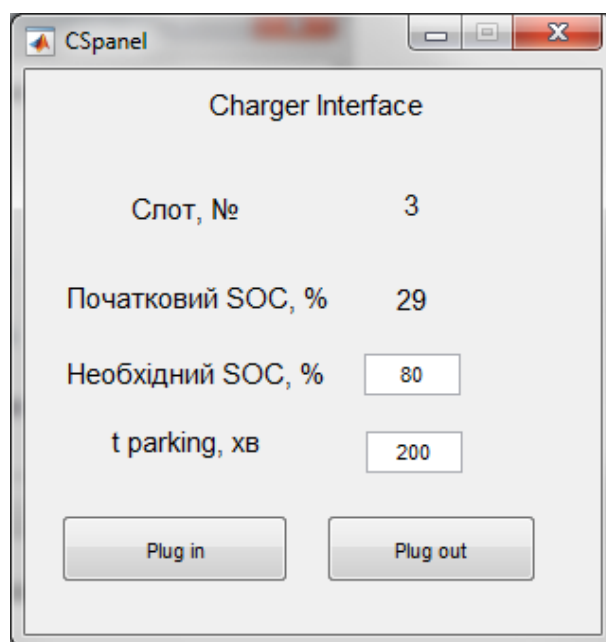 CSpanel
Charger Interface
Слот, № 3
Початковий SOC, % 29
Необхідний SOC, % 80
t parking, хв 200
Plug in Plug out